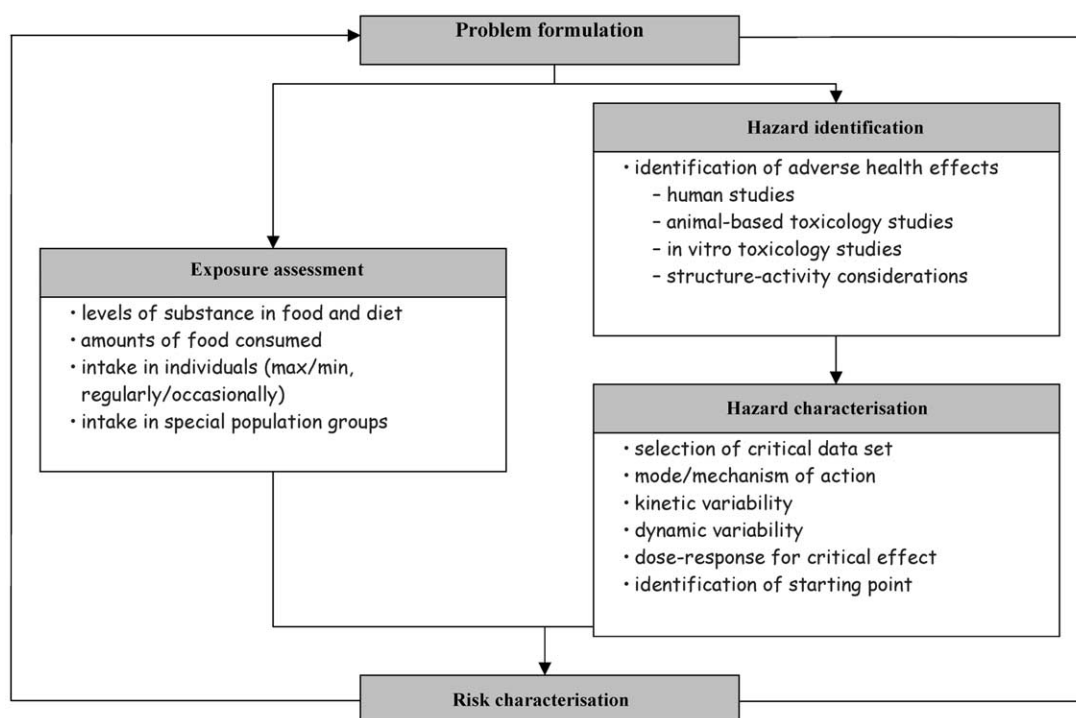 Problem formulation
Hazard identification
• identification of adverse health effects
– human studies
– animal-based toxicology studies
– in vitro toxicology studies
– structure-activity considerations
Exposure assessment
• levels of substance in food and diet
• amounts of food consumed
• intake in individuals (max/min,
regularly/occasionally)
• intake in special population groups
Hazard characterisation
• selection of critical data set
• mode/mechanism of action
• kinetic variability
• dynamic variability
• dose-response for critical effect
• identification of starting point
Risk characterisation